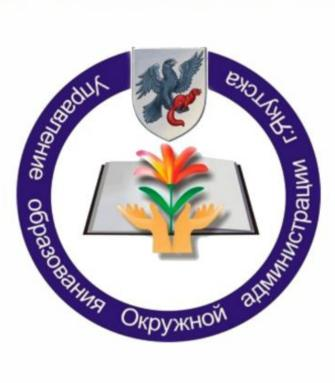 Управление образования Окружной администрации г.Якутска